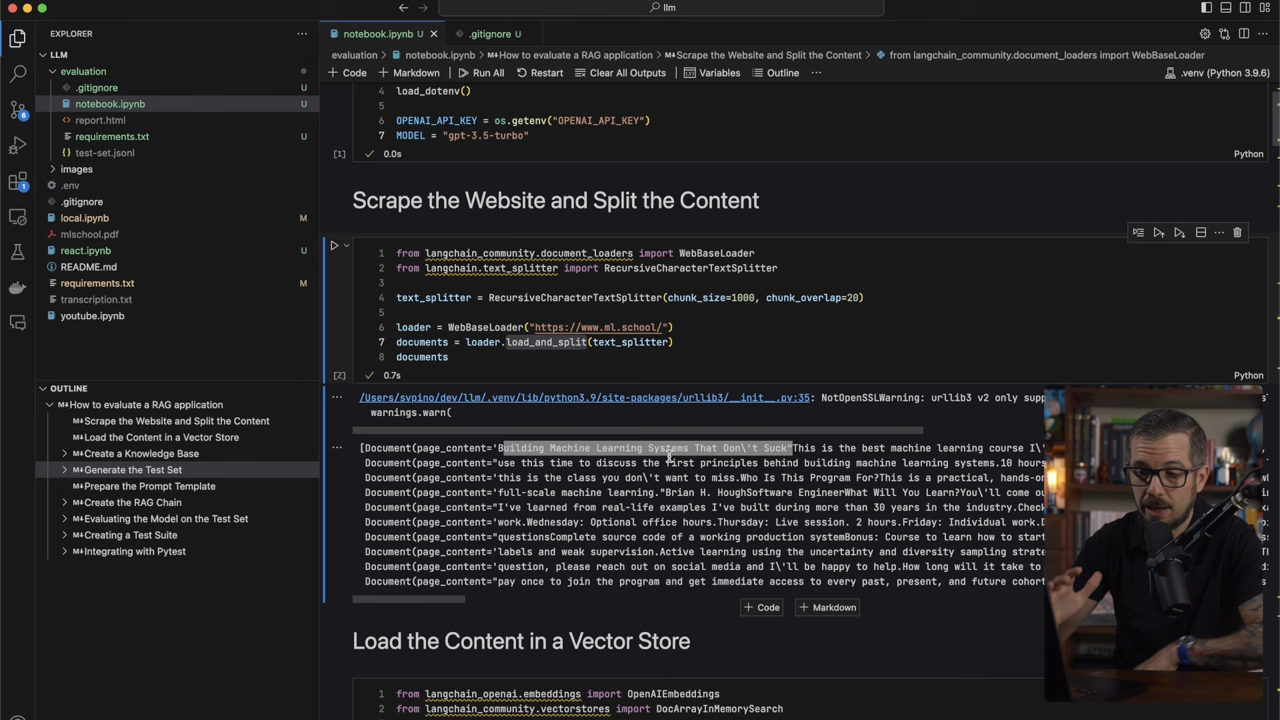 llm
EXPLORER
notebook.ipynb U
.gitignore U
evaluation > notebook.ipynb > M↓How to evaluate a RAG application > M↓Scrape the Website and Split the Content > from langchain_community.document_loaders import WebBaseLoader
+ Code + Markdown Run All Restart Clear All Outputs Variables Outline ... .venv (Python 3.9.6)
LLM
evaluation
.gitignore U
notebook.ipynb U
report.html
requirements.txt U
test-set.jsonl
images
.env
.gitignore
local.ipynb M
mlschool.pdf
react.ipynb U
README.md
requirements.txt M
transcription.txt
youtube.ipynb
6
1
OUTLINE
M↓How to evaluate a RAG application
M↓Scrape the Website and Split the Content
M↓Load the Content in a Vector Store
M↓Create a Knowledge Base
M↓Generate the Test Set
M↓Prepare the Prompt Template
M↓Create the RAG Chain
M↓Evaluating the Model on the Test Set
M↓Creating a Test Suite
M↓Integrating with Pytest
4 load_dotenv()
5
6 OPENAI_API_KEY = os.getenv("OPENAI_API_KEY")
7 MODEL = "gpt-3.5-turbo"
[1] ✓ 0.0s Python
Scrape the Website and Split the Content
1 from langchain_community.document_loaders import WebBaseLoader
2 from langchain.text_splitter import RecursiveCharacterTextSplitter
3
4 text_splitter = RecursiveCharacterTextSplitter(chunk_size=1000, chunk_overlap=20)
5
6 loader = WebBaseLoader("https://www.ml.school/")
7 documents = loader.load_and_split(text_splitter)
8 documents
[2] ✓ 0.7s Python
... /Users/svpino/dev/llm/.venv/lib/python3.9/site-packages/urllib3/__init__.py:35: NotOpenSSLWarning: urllib3 v2 only supp
warnings.warn(
... [Document(page_content='Building Machine Learning Systems That Don\'t Suck"This is the best machine learning course I\'
Document(page_content="use this time to discuss the first principles behind building machine learning systems.10 hours
Document(page_content='this is the class you don\'t want to miss.Who Is This Program For?This is a practical, hands-on
Document(page_content='full-scale machine learning."Brian H. HoughSoftware EngineerWhat Will You Learn?You\'ll come ou
Document(page_content="I've learned from real-life examples I've built during more than 30 years in the industry.Check
Document(page_content='work.Wednesday: Optional office hours.Thursday: Live session. 2 hours.Friday: Individual work.D
Document(page_content="questionsComplete source code of a working production systemBonus: Course to learn how to start
Document(page_content='labels and weak supervision.Active learning using the uncertainty and diversity sampling strate
Document(page_content='question, please reach out on social media and I\'ll be happy to help.How long will it take to
Document(page_content="pay once to join the program and get immediate access to every past, present, and future cohort
+ Code + Markdown
Load the Content in a Vector Store
1 from langchain_openai.embeddings import OpenAIEmbeddings
2 from langchain_community.vectorstores import DocArrayInMemorySearch